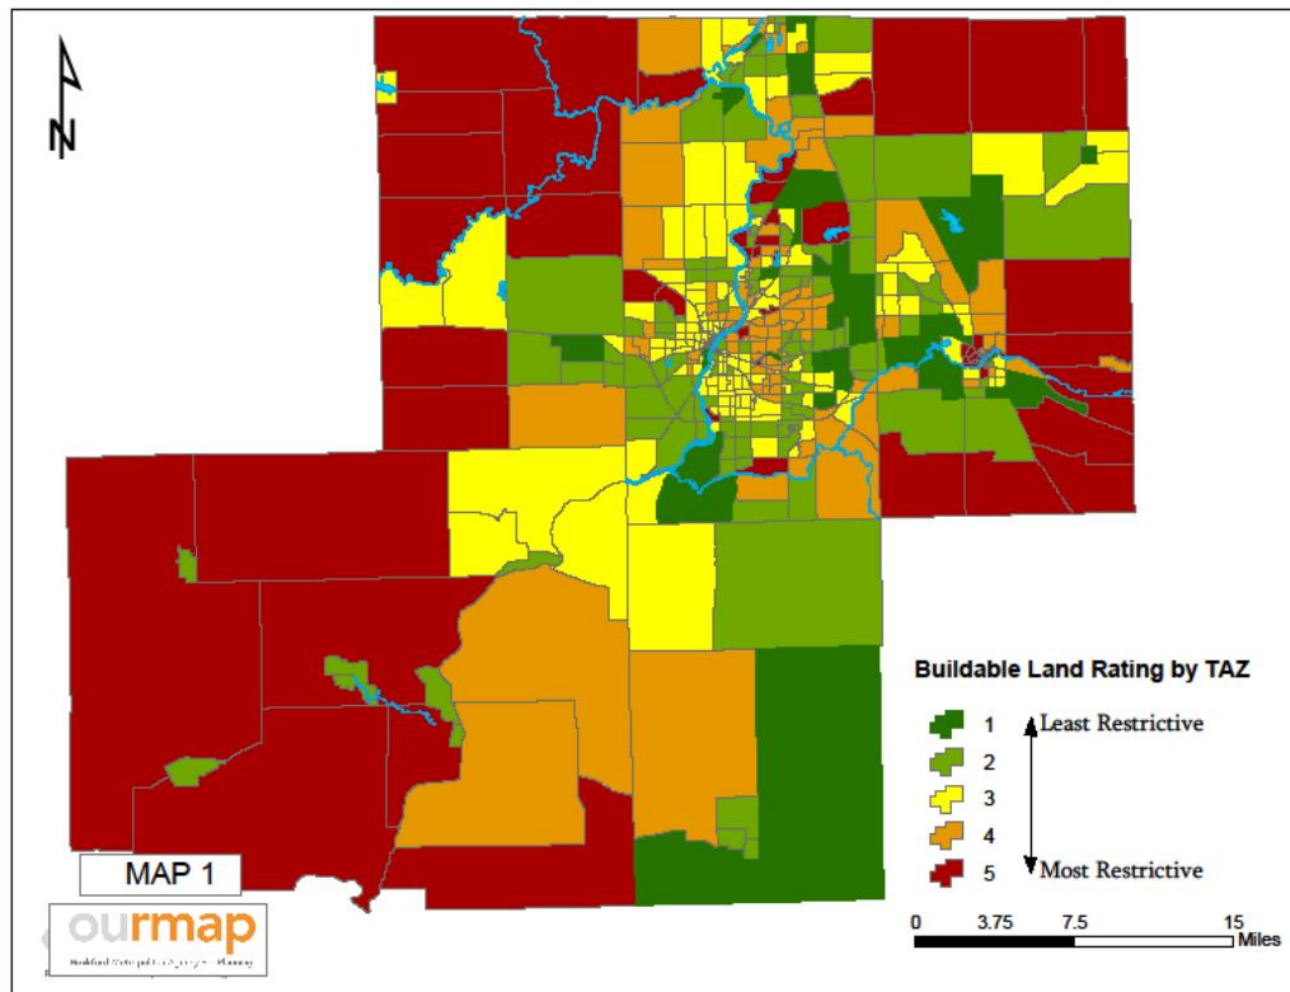 N
Buildable Land Rating by TAZ
1 Least Restrictive
2
3
4
5 Most Restrictive
MAP 1
ourmap
0 3.75 7.5 15
Miles